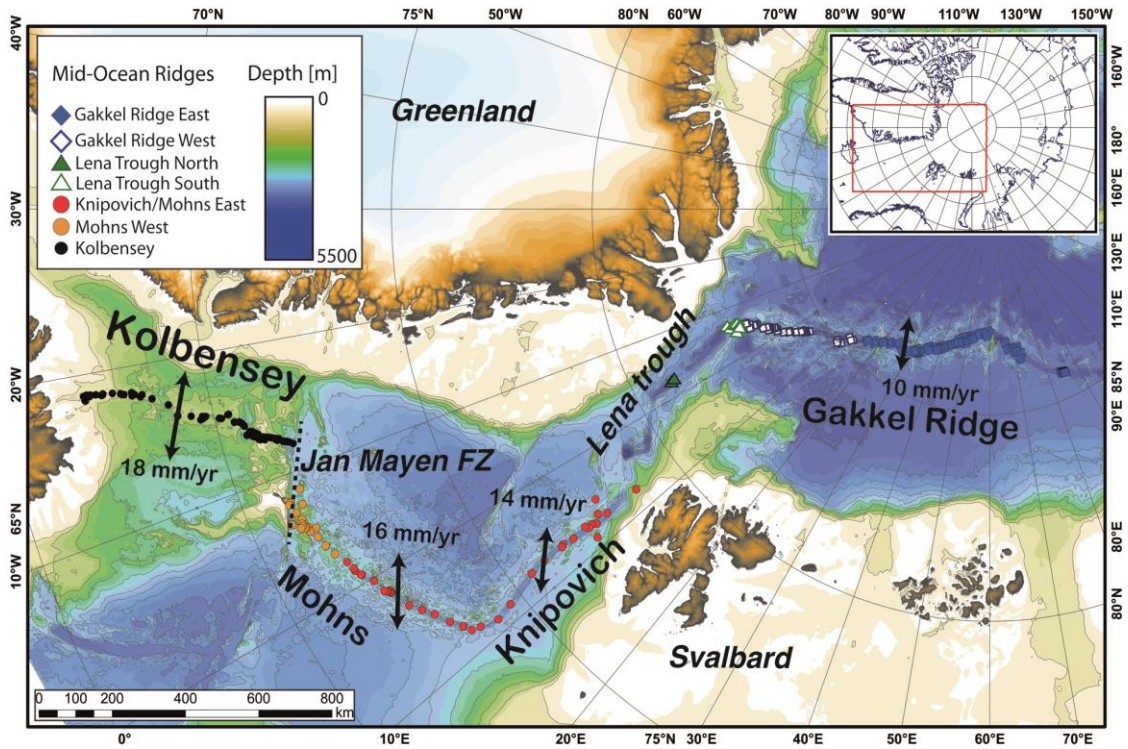 70°N 75°N 50°W 80°N 60°W 70°W 80°W 90°W 110°W 130°W 150°W
40°W
30°W
20°W
65°N
10°W
160°W
180°
160°E
130°E
110°E
85°N
90°E
80°E
80°N
Mid-Ocean Ridges
Gakkel Ridge East
Gakkel Ridge West
Lena Trough North
Lena Trough South
Knipovich/Mohns East
Mohns West
Kolbensey
Depth [m]
0
5500
Greenland
Kolbensey
18 mm/yr
Jan Mayen FZ
16 mm/yr
Mohns
14 mm/yr
Knipovich
Lena trough
10 mm/yr
Gakkel Ridge
Svalbard
0 100 200 400 600 800
km
0° 10°E 20°E 75°N 30°E 40°E 50°E 60°E 70°E